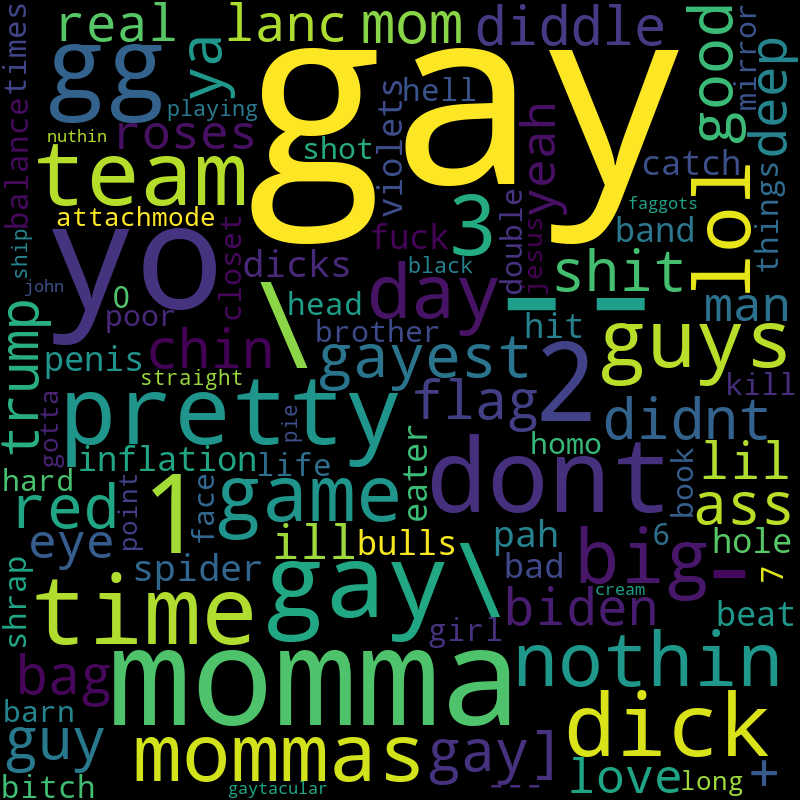 real
lanc
mom
diddle
times
gg
ya
gay
good
mirror
deep
playing
hell
violets
nuthin
roses
shot
yeah
balance
team
catch
lol
attachmode
3
double
jesus
faggots
band
things
yo
fuck
shit
ship
closet
dicks
black
day
- -
man
john
0
poor
\
head
brother
hit
guys
trump
chin
penis
gayest
straight
flag
2
didnt
kill
pretty
gotta
pie
homo
inflation
life
eater
dont
book
lil
hard
red
point
1
face
game
ass
eye
ill
bulls
pah
6
hole
spider
gay\
bad
big
-
7
shrap
time
girl
biden
cream
beat
bag
momma
nothin
barn
guy
mommas
gay]
dick
bitch
gaytacular
---
love
long
+